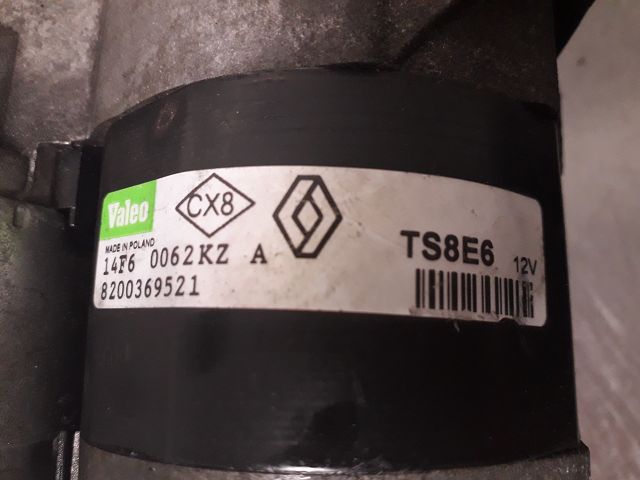 Valeo
CX8
MADE IN POLAND
14F6 0062KZ A
8200369521
TS8E6 12V